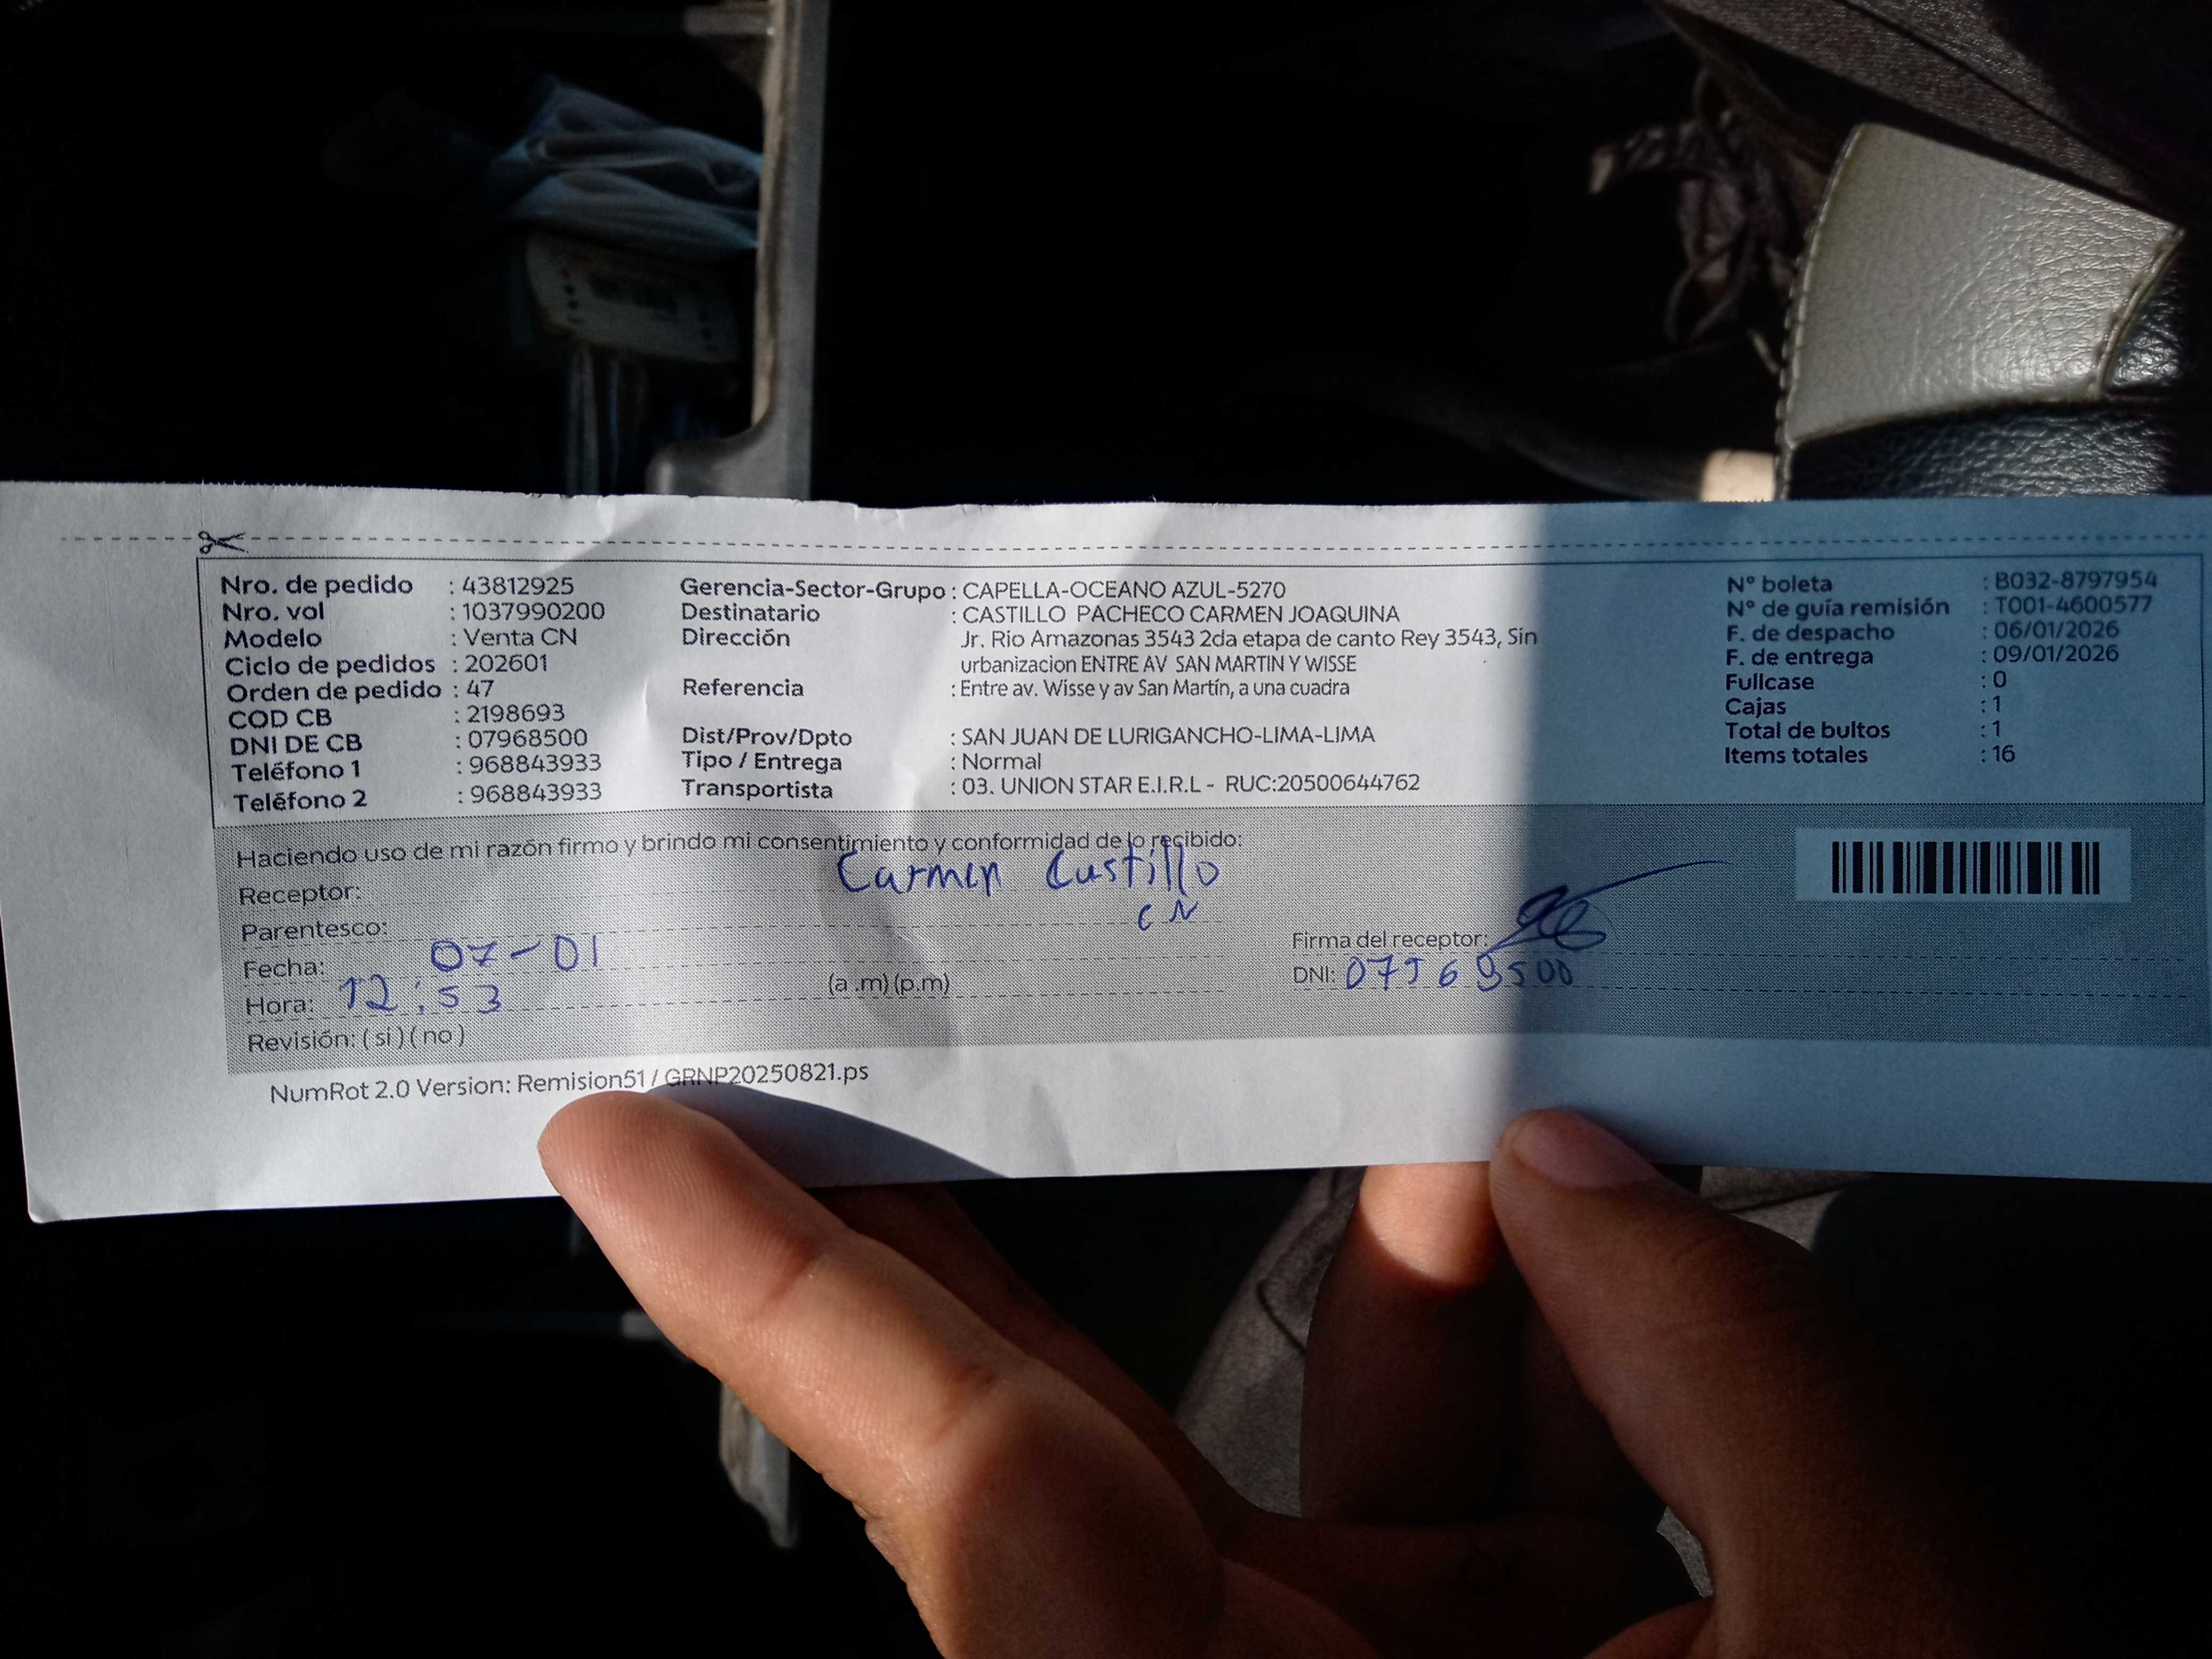 Nro. de pedido : 43812925
Nro. vol : 1037990200
Modelo : Venta CN
Ciclo de pedidos : 202601
Orden de pedido : 47
COD CB : 2198693
DNI DE CB : 07968500
Teléfono 1 : 968843933
Teléfono 2 : 968843933
Gerencia-Sector-Grupo : CAPELLA-OCEANO AZUL-5270
Destinatario : CASTILLO PACHECO CARMEN JOAQUINA
Dirección Jr. Rio Amazonas 3543 2da etapa de canto Rey 3543, Sin
urbanizacion ENTRE AV SAN MARTIN Y WISSE
Referencia : Entre av. Wisse y av San Martín, a una cuadra
Dist/Prov/Dpto : SAN JUAN DE LURIGANCHO-LIMA-LIMA
Tipo / Entrega : Normal
Transportista : 03. UNION STAR E.I.R.L - RUC:20500644762
N° boleta : B032-8797954
N° de guía remisión : T001-4600577
F. de despacho : 06/01/2026
F. de entrega : 09/01/2026
Fullcase : 0
Cajas : 1
Total de bultos : 1
Items totales : 16
Haciendo uso de mi razón firmo y brindo mi consentimiento y conformidad de lo recibido:
Receptor: Carmen Castillo
Parentesco: CN
Fecha: 07-01
Hora: 12:53 (a .m) (p.m)
Revisión: ( si ) ( no )
Firma del receptor:
DNI: 07968500
NumRot 2.0 Version: Remision51 / GRNP20250821.ps